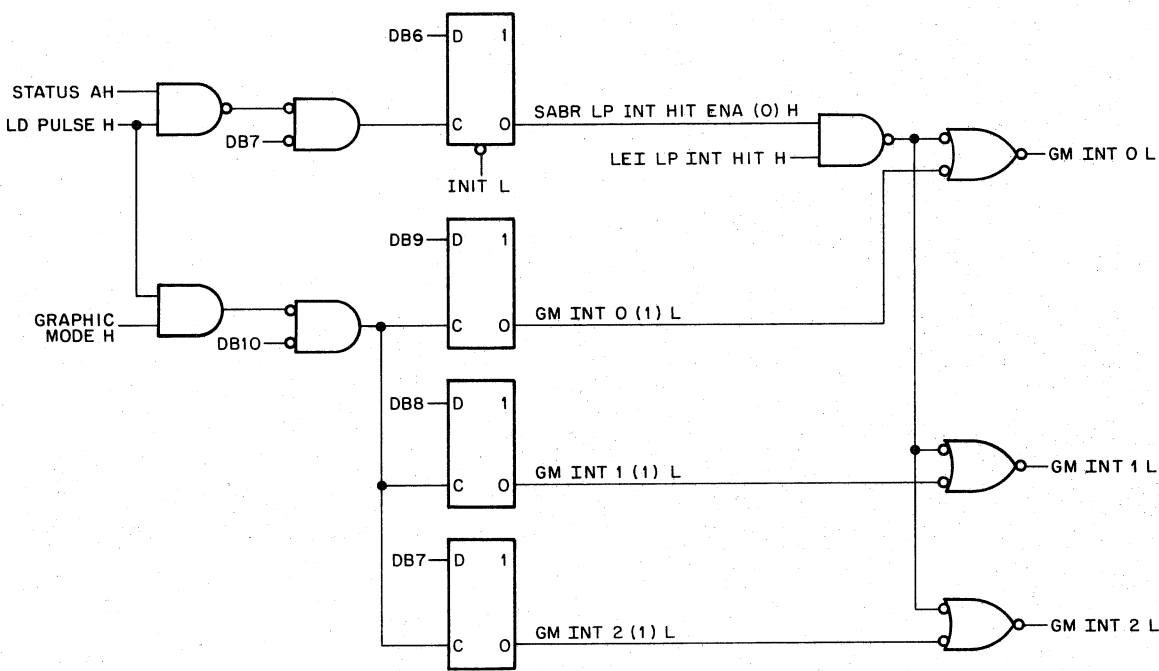 DB6
D 1
STATUS AH
LD PULSE H
DB7
C 0
SABR LP INT HIT ENA (0) H
LEI LP INT HIT H
INIT L
GM INT 0 L
DB9
D 1
GRAPHIC
MODE H
DB10
C 0
GM INT 0 (1) L
DB8
D 1
C 0
GM INT 1 (1) L
GM INT 1 L
DB7
D 1
C 0
GM INT 2 (1) L
GM INT 2 L